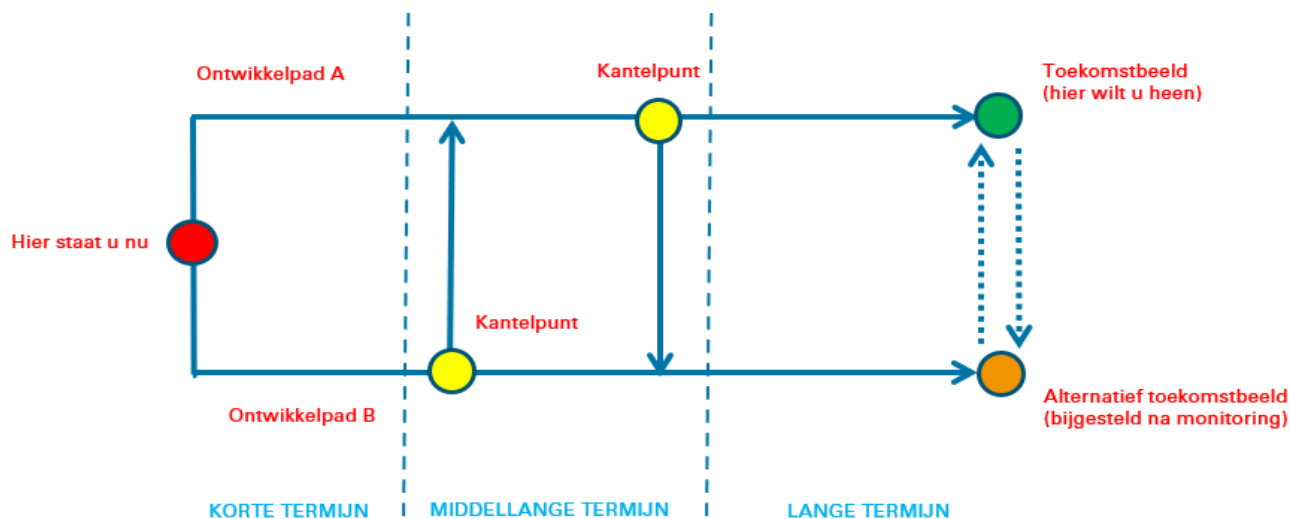 Ontwikkelpad A
Kantelpunt
Toekomstbeeld
(hier wilt u heen)
Hier staat u nu
Kantelpunt
Ontwikkelpad B
Alternatief toekomstbeeld
(bijgesteld na monitoring)
KORTE TERMIJN
MIDDELLANGE TERMIJN
LANGE TERMIJN